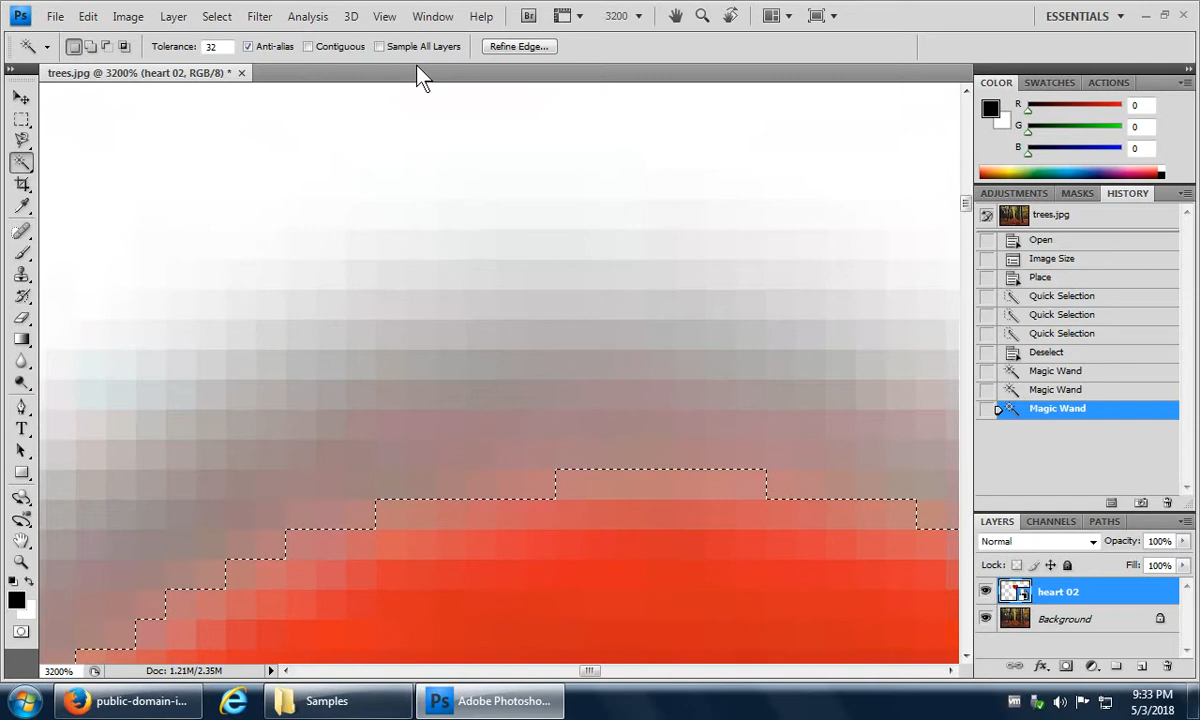 Ps File Edit Image Layer Select Filter Analysis 3D View Window Help Br 3200 ESSENTIALS
Tolerance: 32 Anti-alias Contiguous Sample All Layers Refine Edge...
trees.jpg @ 3200% (heart 02, RGB/8) *
COLOR SWATCHES ACTIONS
R 0
G 0
B 0
ADJUSTMENTS MASKS HISTORY
trees.jpg
Open
Image Size
Place
Quick Selection
Quick Selection
Quick Selection
Deselect
Magic Wand
Magic Wand
Magic Wand
LAYERS CHANNELS PATHS
Normal Opacity: 100%
Lock: Fill: 100%
heart 02
Background
3200% Doc: 1.21M/2.35M
public-domain-i... Samples Ps Adobe Photosho...
9:33 PM
5/3/2018